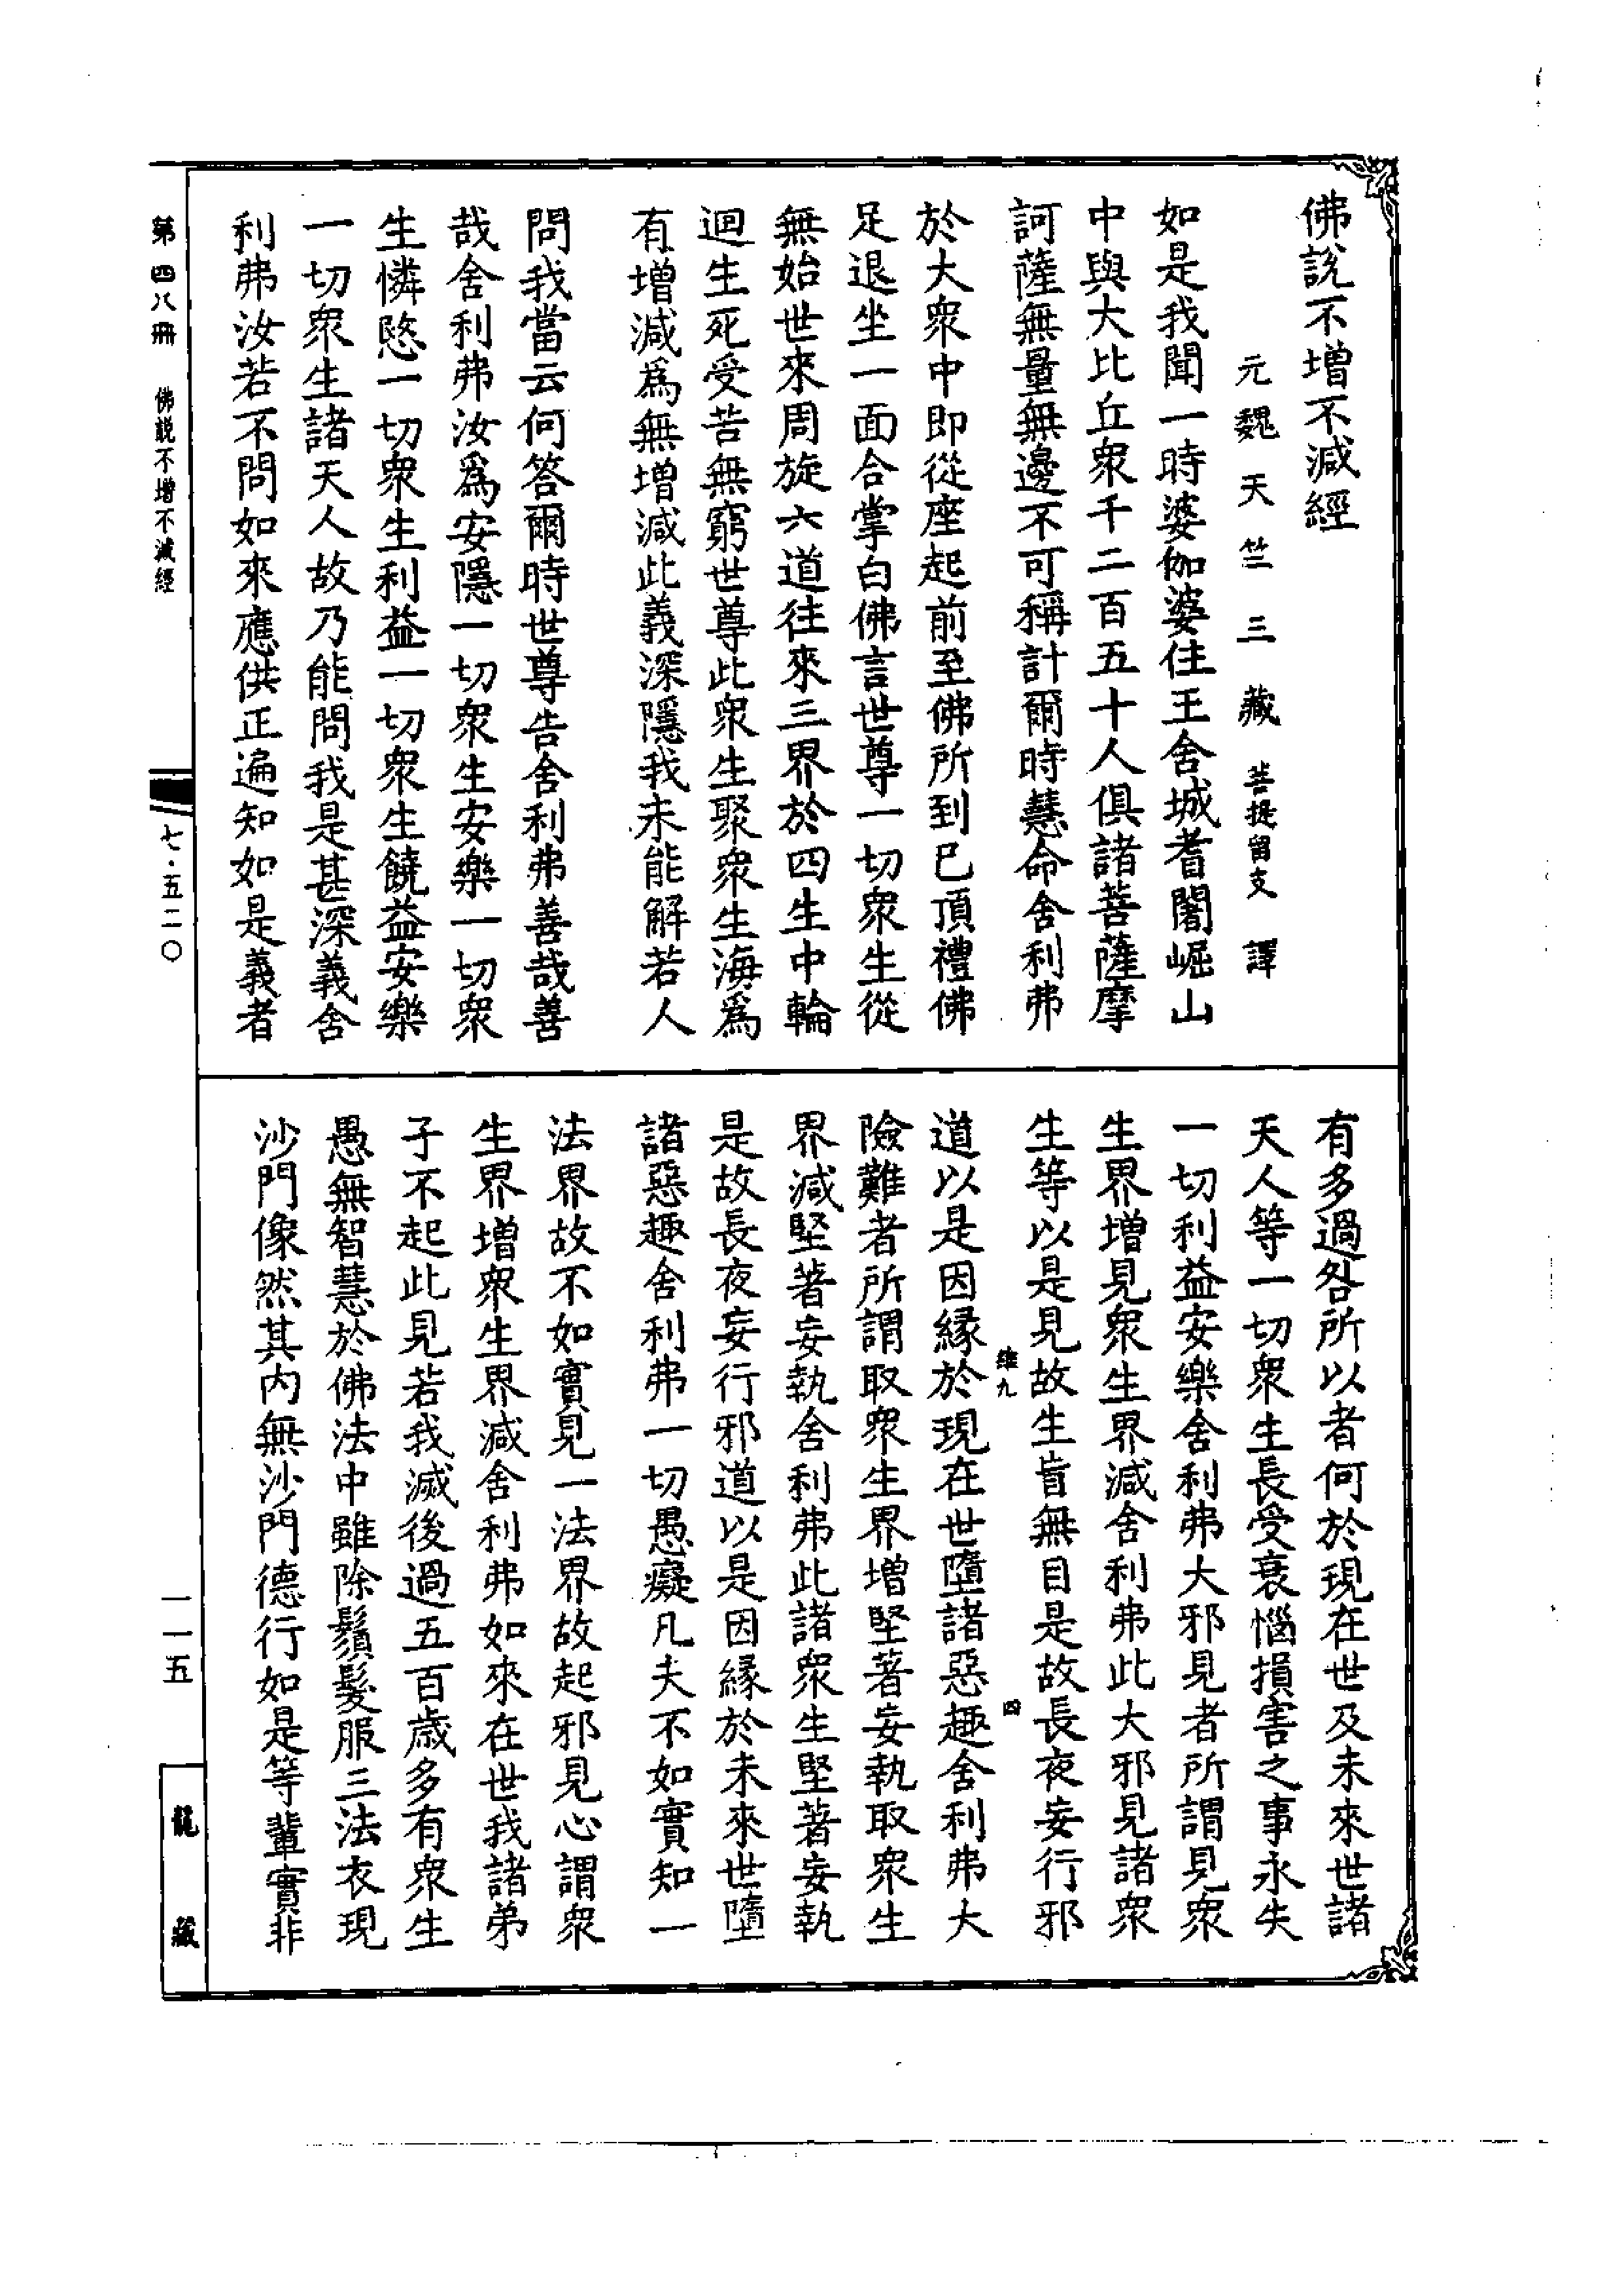 佛說不增不減經
元魏天竺三藏菩提留支譯
如是我聞一時婆伽婆住王舍城耆闍崛山
中與大比丘衆千二百五十人俱諸菩薩摩
訶薩無量無邊不可稱計爾時慧命舍利弗
於大衆中即從座起前至佛所到已頂禮佛
足退坐一面合掌白佛言世尊一切衆生從
無始世來周旋六道往來三界於四生中輪
迴生死受苦無窮世尊此衆生聚衆生海爲
有增減爲無增減此義深隱我未能解若人
問我當云何答爾時世尊告舍利弗善哉善
哉舍利弗汝爲安隱一切衆生安樂一切衆
生憐愍一切衆生利益一切衆生饒益安樂
一切衆生諸天人故乃能問我是甚深義舍
利弗汝若不問如來應供正遍知如是義者
有多過咎所以者何於現在世及未來世諸
天人等一切衆生長受衰惱損害之事永失
一切利益安樂舍利弗大邪見者所謂見衆
生界增見衆生界減舍利弗此大邪見諸衆
生等以是見故生盲無目是故長夜妄行邪
維九
四
道以是因緣於現在世墮諸惡趣舍利弗大
險難者所謂取衆生界增堅著妄執取衆生
界減堅著妄執舍利弗此諸衆生堅著妄執
是故長夜妄行邪道以是因緣於未來世墮
諸惡趣舍利弗一切愚癡凡夫不如實知一
法界故不如實見一法界故起邪見心謂衆
生界增衆生界減舍利弗如來在世我諸弟
子不起此見若我滅後過五百歲多有衆生
愚無智慧於佛法中雖除鬚髮服三法衣現
沙門像然其內無沙門德行如是等輩實非
第四八冊 佛說不增不減經
七·五二〇
一一五
龍藏